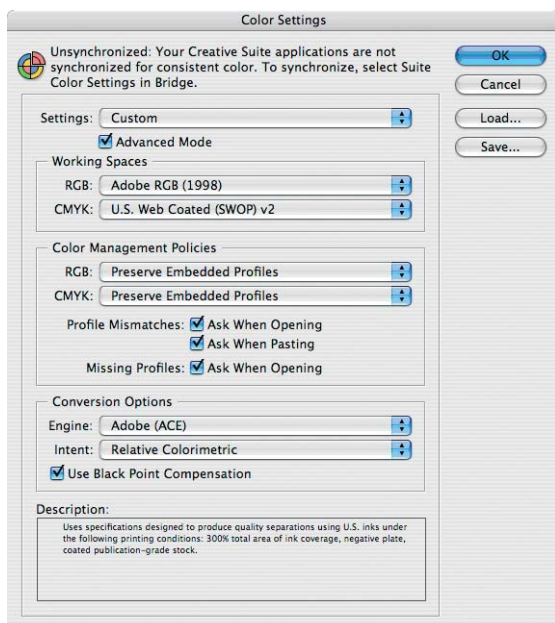 Color Settings
Unsynchronized: Your Creative Suite applications are not
synchronized for consistent color. To synchronize, select Suite
Color Settings in Bridge.
OK
Cancel
Load...
Save...
Settings: Custom
Advanced Mode
Working Spaces
RGB: Adobe RGB (1998)
CMYK: U.S. Web Coated (SWOP) v2
Color Management Policies
RGB: Preserve Embedded Profiles
CMYK: Preserve Embedded Profiles
Profile Mismatches: Ask When Opening
Ask When Pasting
Missing Profiles: Ask When Opening
Conversion Options
Engine: Adobe (ACE)
Intent: Relative Colorimetric
Use Black Point Compensation
Description:
Uses specifications designed to produce quality separations using U.S. inks under
the following printing conditions: 300% total area of ink coverage, negative plate,
coated publication-grade stock.